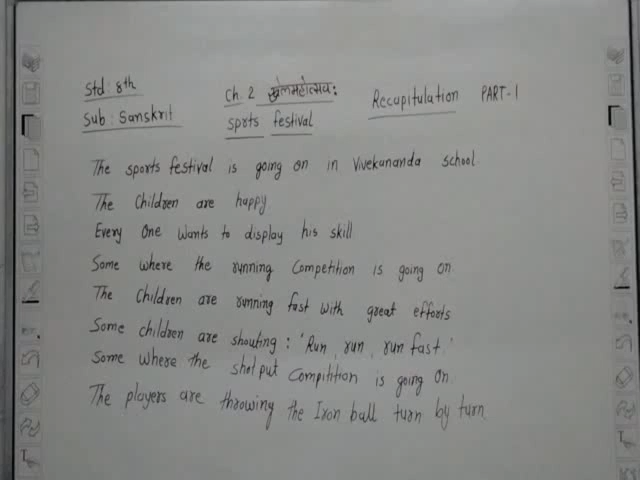 Std: 8th
Sub: Sanskrit
Ch. 2 खेलमहोत्सव:
sprts festival
Recapitulation PART-1
The sports festival is going on in Vivekananda school
The Children are happy
Every One Wants to display his skill
Some where the running Competition is going on
The Children are running fast with great efforts
Some children are shouting : 'Run, run, run fast.'
Some where the shot put Compitition is going on
The players are throwing the Iron ball turn by turn